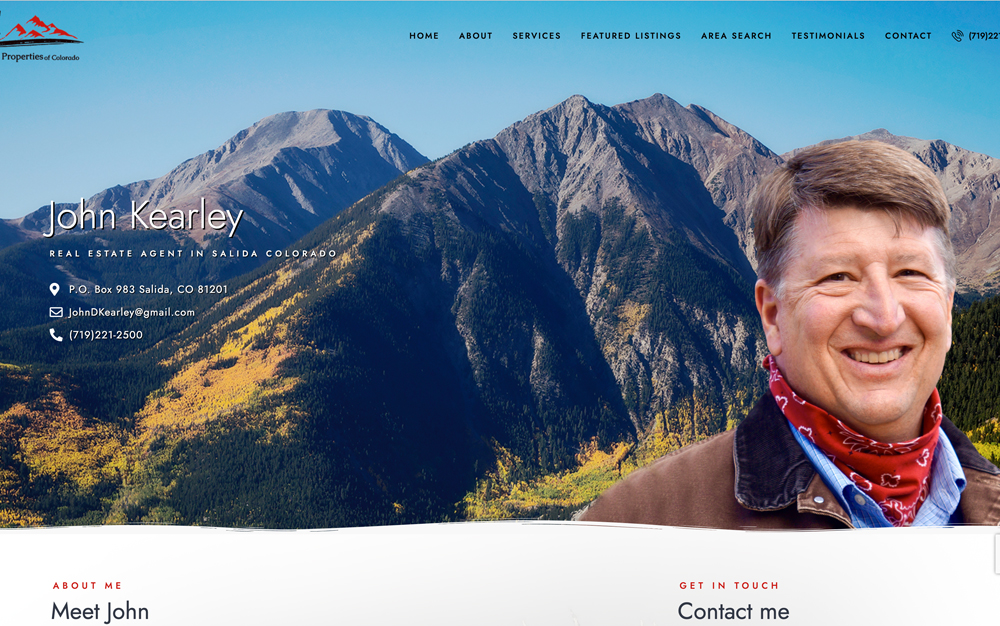 Properties of Colorado
HOME ABOUT SERVICES FEATURED LISTINGS AREA SEARCH TESTIMONIALS CONTACT (719)221
John Kearley
REAL ESTATE AGENT IN SALIDA COLORADO
P.O. Box 983 Salida, CO 81201
JohnDKearley@gmail.com
(719)221-2500
ABOUT ME
Meet John
GET IN TOUCH
Contact me